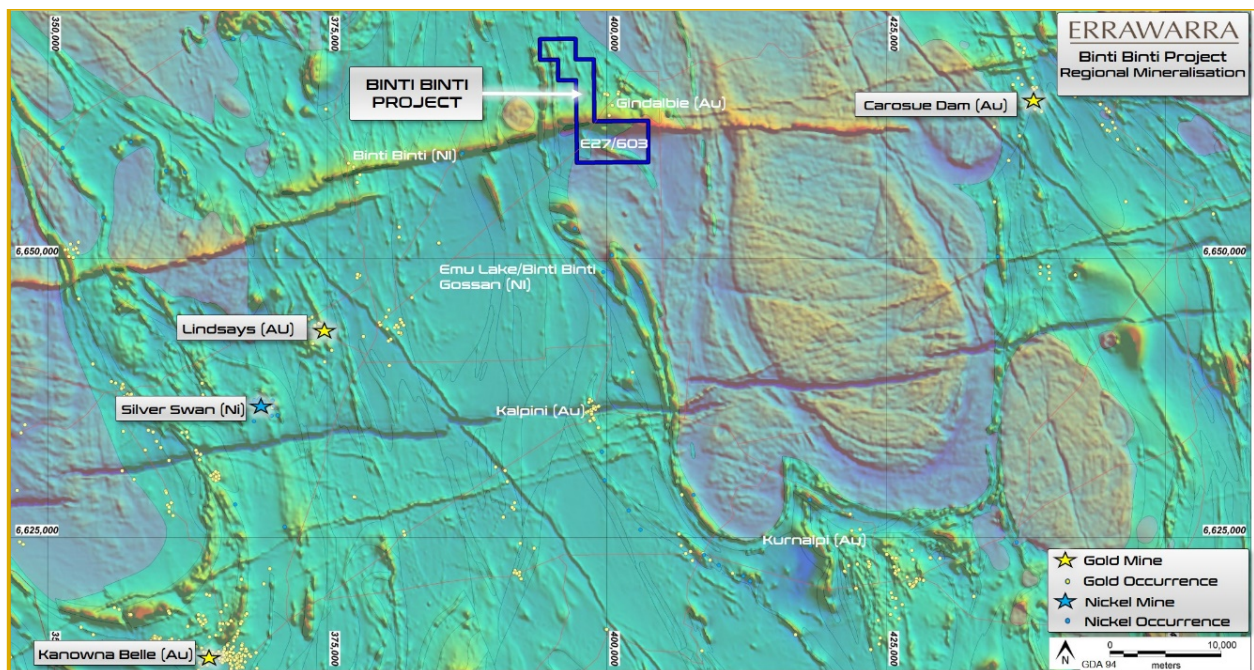 350,000
375,000
400,000
425,000
ERRAWARRA
Binti Binti Project
Regional Mineralisation
BINTI BINTI
PROJECT
Gindalbie (Au)
Carosue Dam (Au)
E27/603
Binti Binti (Ni)
6,650,000
6,650,000
Emu Lake/Binti Binti
Gossan (Ni)
Lindsays (AU)
Silver Swan (Ni)
Kalpini (Au)
6,625,000
6,625,000
Kurnalpi (Au)
Gold Mine
Gold Occurrence
Nickel Mine
Nickel Occurrence
Kanowna Belle (Au)
375,000
400,000
425,000
N
GDA 94
0
10,000
meters